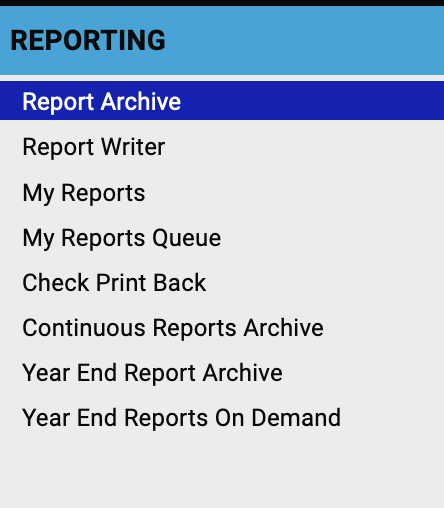 REPORTING
Report Archive
Report Writer
My Reports
My Reports Queue
Check Print Back
Continuous Reports Archive
Year End Report Archive
Year End Reports On Demand